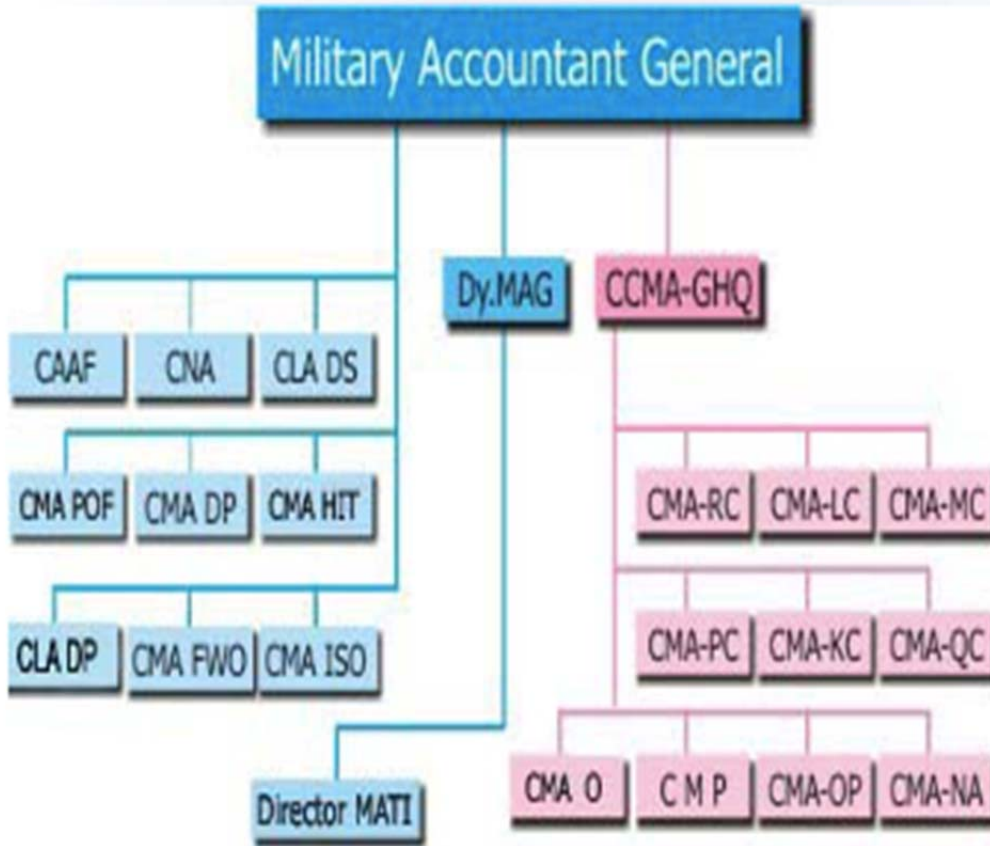 Military Accountant General
Dy.MAG
CCMA-GHQ
CAAF
CNA
CLA DS
CMA POF
CMA DP
CMA HIT
CLA DP
CMA FWO
CMA ISO
Director MATI
CMA-RC
CMA-LC
CMA-MC
CMA-PC
CMA-KC
CMA-QC
CMA O
C M P
CMA-OP
CMA-NA